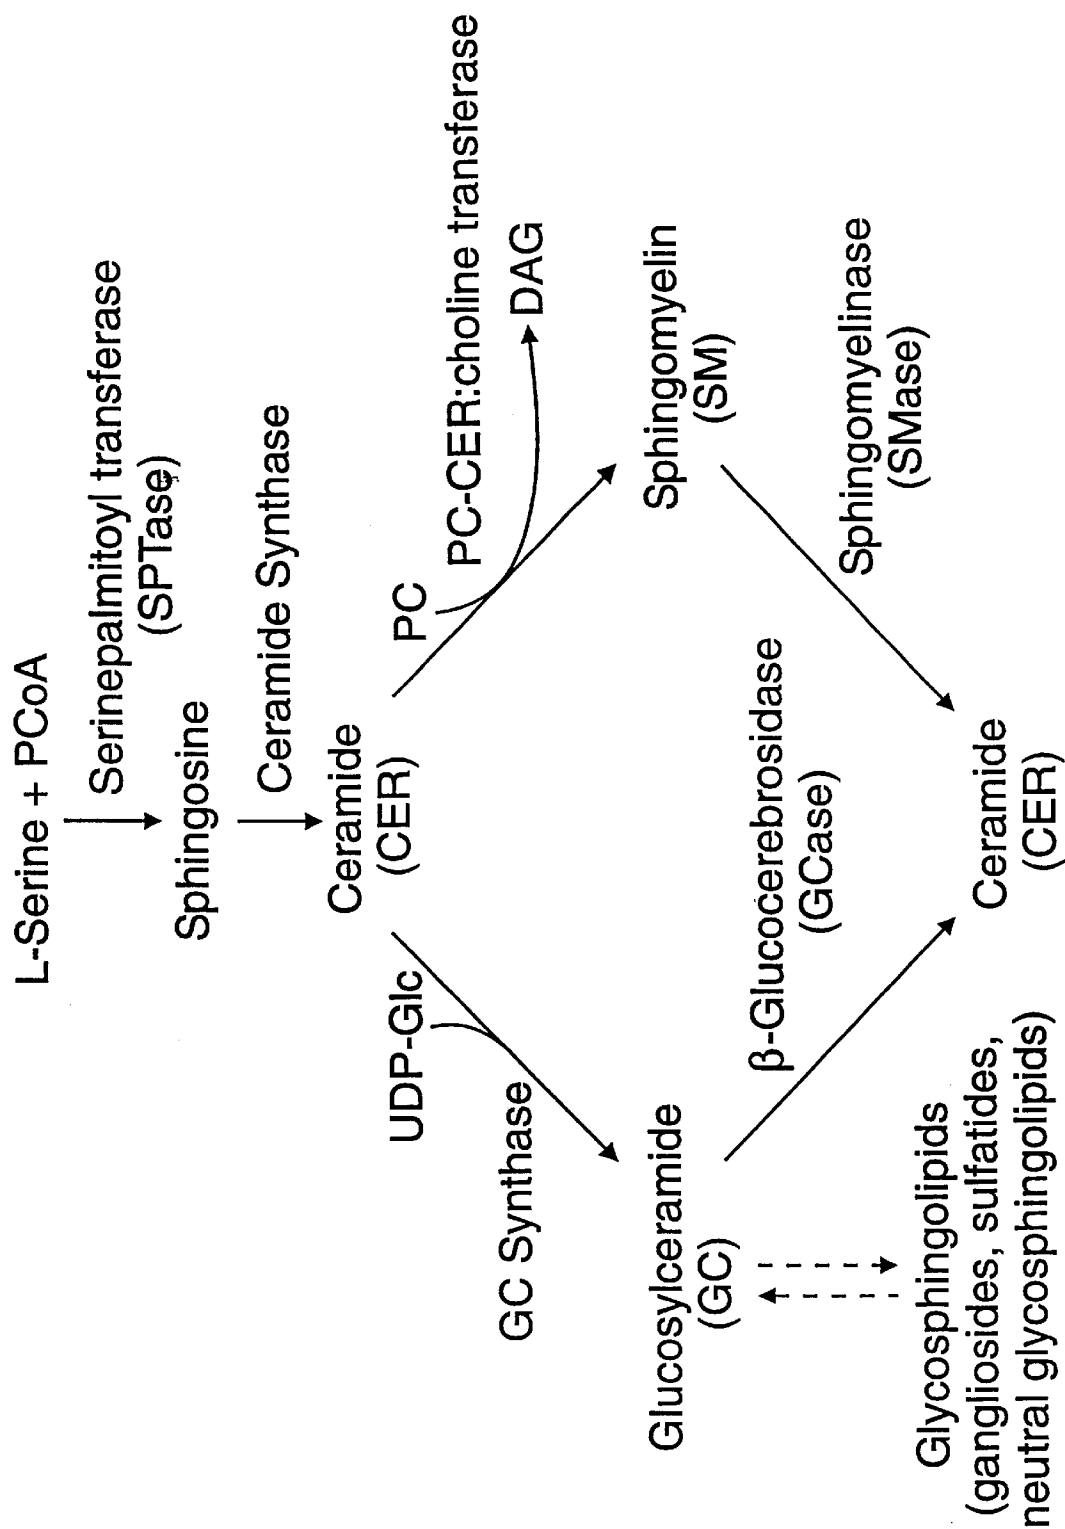 L-Serine + PCoA
Serinepalmitoyl transferase
(SPTase)
Sphingosine
Ceramide Synthase
Ceramide
(CER)
UDP-Glc
PC
PC-CER:choline transferase
GC Synthase
DAG
Glucosylceramide
(GC)
Sphingomyelin
(SM)
β-Glucocerebrosidase
(GCase)
Sphingomyelinase
(SMase)
Glycosphingolipids
(gangliosides, sulfatides,
neutral glycosphingolipids)
Ceramide
(CER)